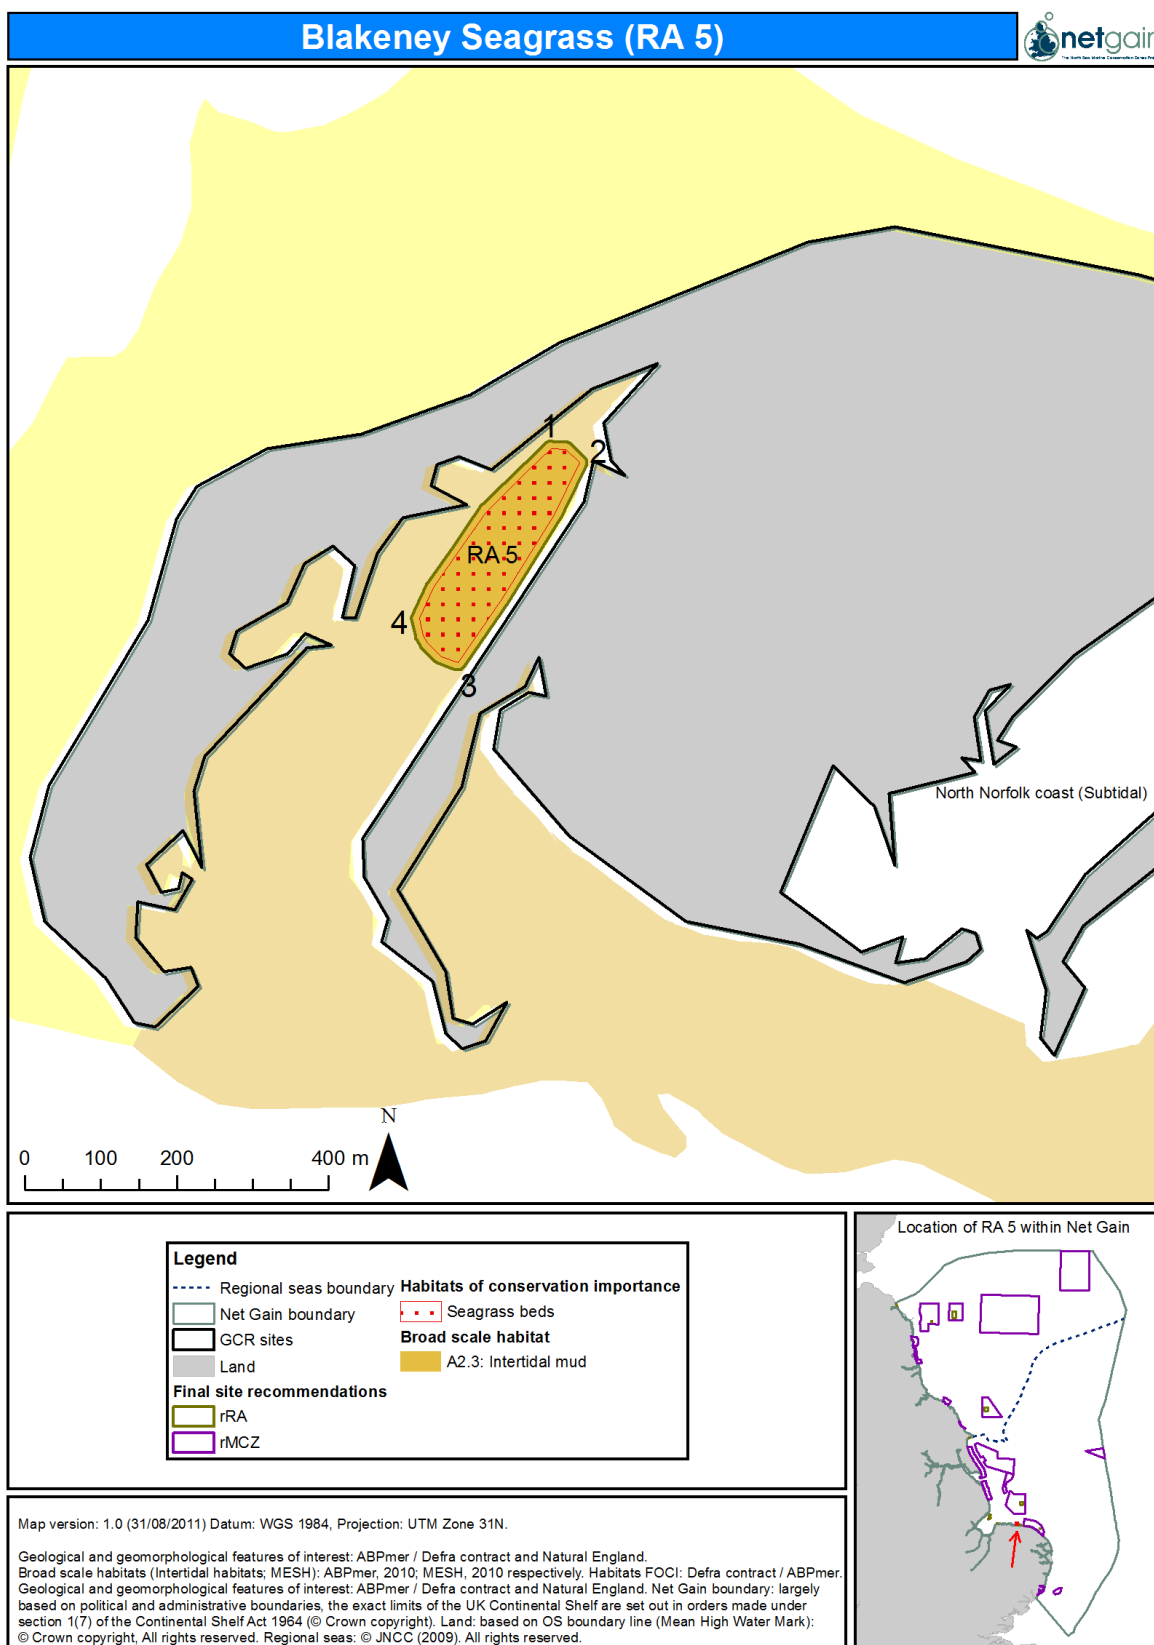 Blakeney Seagrass (RA 5)
netgain
1
2
RA 5
4
3
North Norfolk coast (Subtidal)
N
0 100 200 400 m
Location of RA 5 within Net Gain
Legend
Regional seas boundary
Net Gain boundary
GCR sites
Land
Final site recommendations
rRA
rMCZ
Habitats of conservation importance
Seagrass beds
Broad scale habitat
A2.3: Intertidal mud
Map version: 1.0 (31/08/2011) Datum: WGS 1984, Projection: UTM Zone 31N.
Geological and geomorphological features of interest: ABPmer / Defra contract and Natural England.
Broad scale habitats (Intertidal habitats; MESH): ABPmer, 2010; MESH, 2010 respectively. Habitats FOCI: Defra contract / ABPmer.
Geological and geomorphological features of interest: ABPmer / Defra contract and Natural England. Net Gain boundary: largely
based on political and administrative boundaries, the exact limits of the UK Continental Shelf are set out in orders made under
section 1(7) of the Continental Shelf Act 1964 (© Crown copyright). Land: based on OS boundary line (Mean High Water Mark):
© Crown copyright, All rights reserved. Regional seas: © JNCC (2009). All rights reserved.